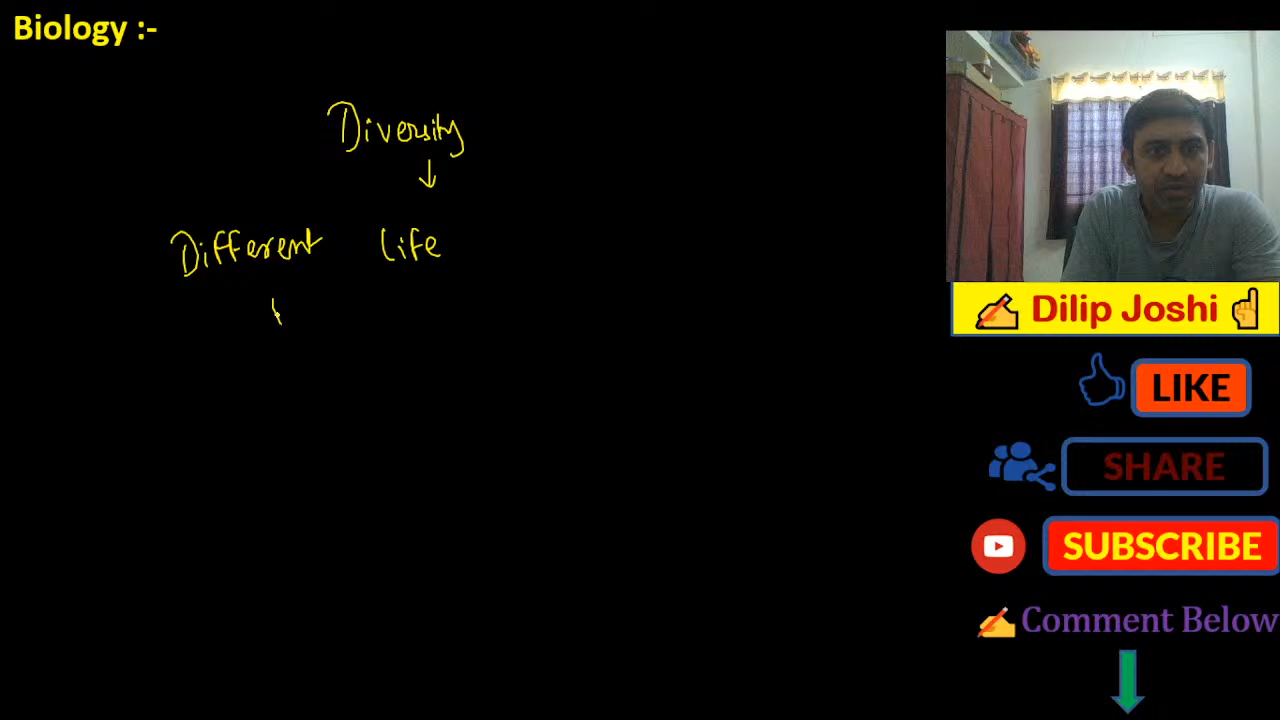 Biology :-
Diversity
Different life
Dilip Joshi
LIKE
SHARE
SUBSCRIBE
Comment Below